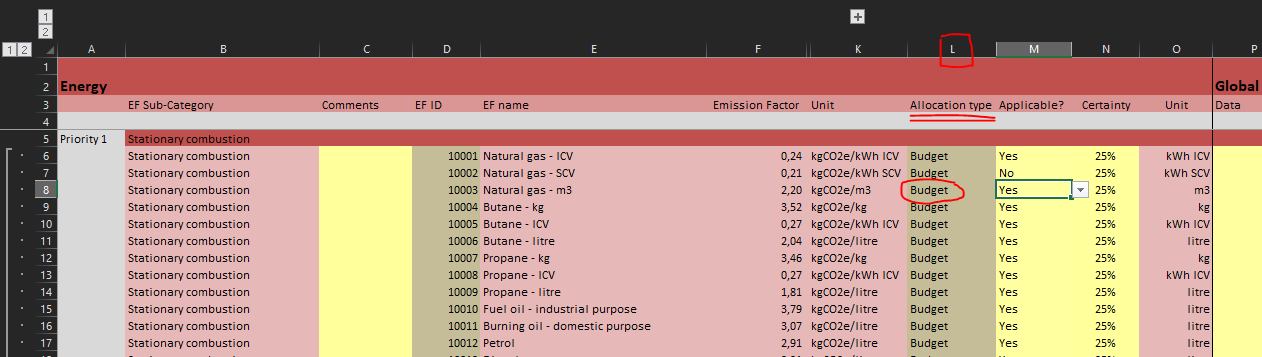 1
2
1 2 A B C D E F K L M N O P
1
2 Energy Global
3 EF Sub-Category Comments EF ID EF name Emission Factor Unit Allocation type Applicable? Certainty Unit Data
4
5 Priority 1 Stationary combustion
6 Stationary combustion 10001 Natural gas - ICV 0,24 kgCO2e/kWh ICV Budget Yes 25% kWh ICV
7 Stationary combustion 10002 Natural gas - SCV 0,21 kgCO2e/kWh SCV Budget No 25% kWh SCV
8 Stationary combustion 10003 Natural gas - m3 2,20 kgCO2e/m3 Budget Yes 25% m3
9 Stationary combustion 10004 Butane - kg 3,52 kgCO2e/kg Budget Yes 25% kg
10 Stationary combustion 10005 Butane - ICV 0,27 kgCO2e/kWh ICV Budget Yes 25% kWh ICV
11 Stationary combustion 10006 Butane - litre 2,04 kgCO2e/litre Budget Yes 25% litre
12 Stationary combustion 10007 Propane - kg 3,46 kgCO2e/kg Budget Yes 25% kg
13 Stationary combustion 10008 Propane - ICV 0,27 kgCO2e/kWh ICV Budget Yes 25% kWh ICV
14 Stationary combustion 10009 Propane - litre 1,81 kgCO2e/litre Budget Yes 25% litre
15 Stationary combustion 10010 Fuel oil - industrial purpose 3,79 kgCO2e/litre Budget Yes 25% litre
16 Stationary combustion 10011 Burning oil - domestic purpose 3,07 kgCO2e/litre Budget Yes 25% litre
17 Stationary combustion 10012 Petrol 2,91 kgCO2e/litre Budget Yes 25% litre